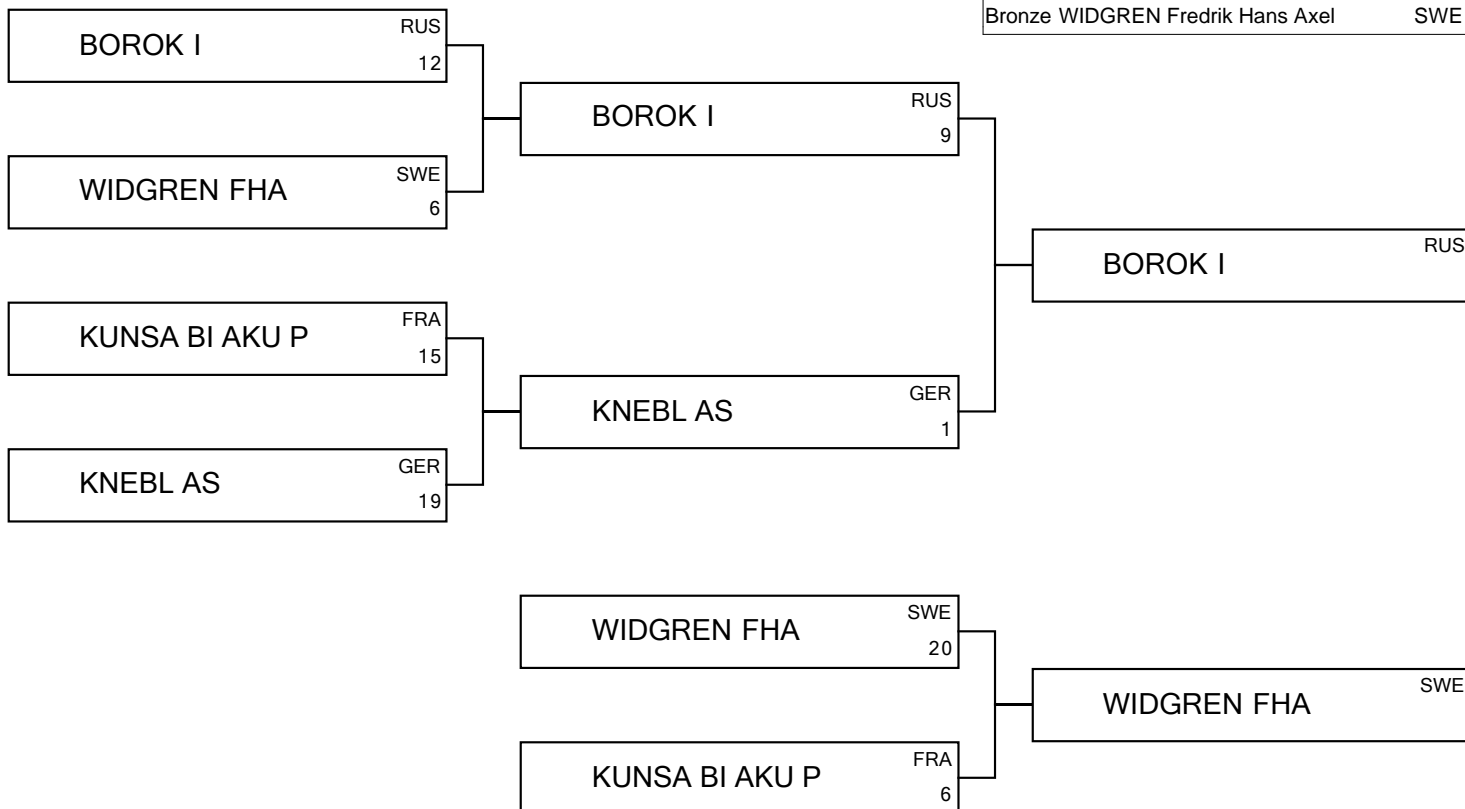 Bronze WIDGREN Fredrik Hans Axel SWE
BOROK I RUS
12
WIDGREN FHA SWE
6
KUNSA BI AKU P FRA
15
KNEBL AS GER
19
BOROK I RUS
9
KNEBL AS GER
1
BOROK I RUS
WIDGREN FHA SWE
20
KUNSA BI AKU P FRA
6
WIDGREN FHA SWE